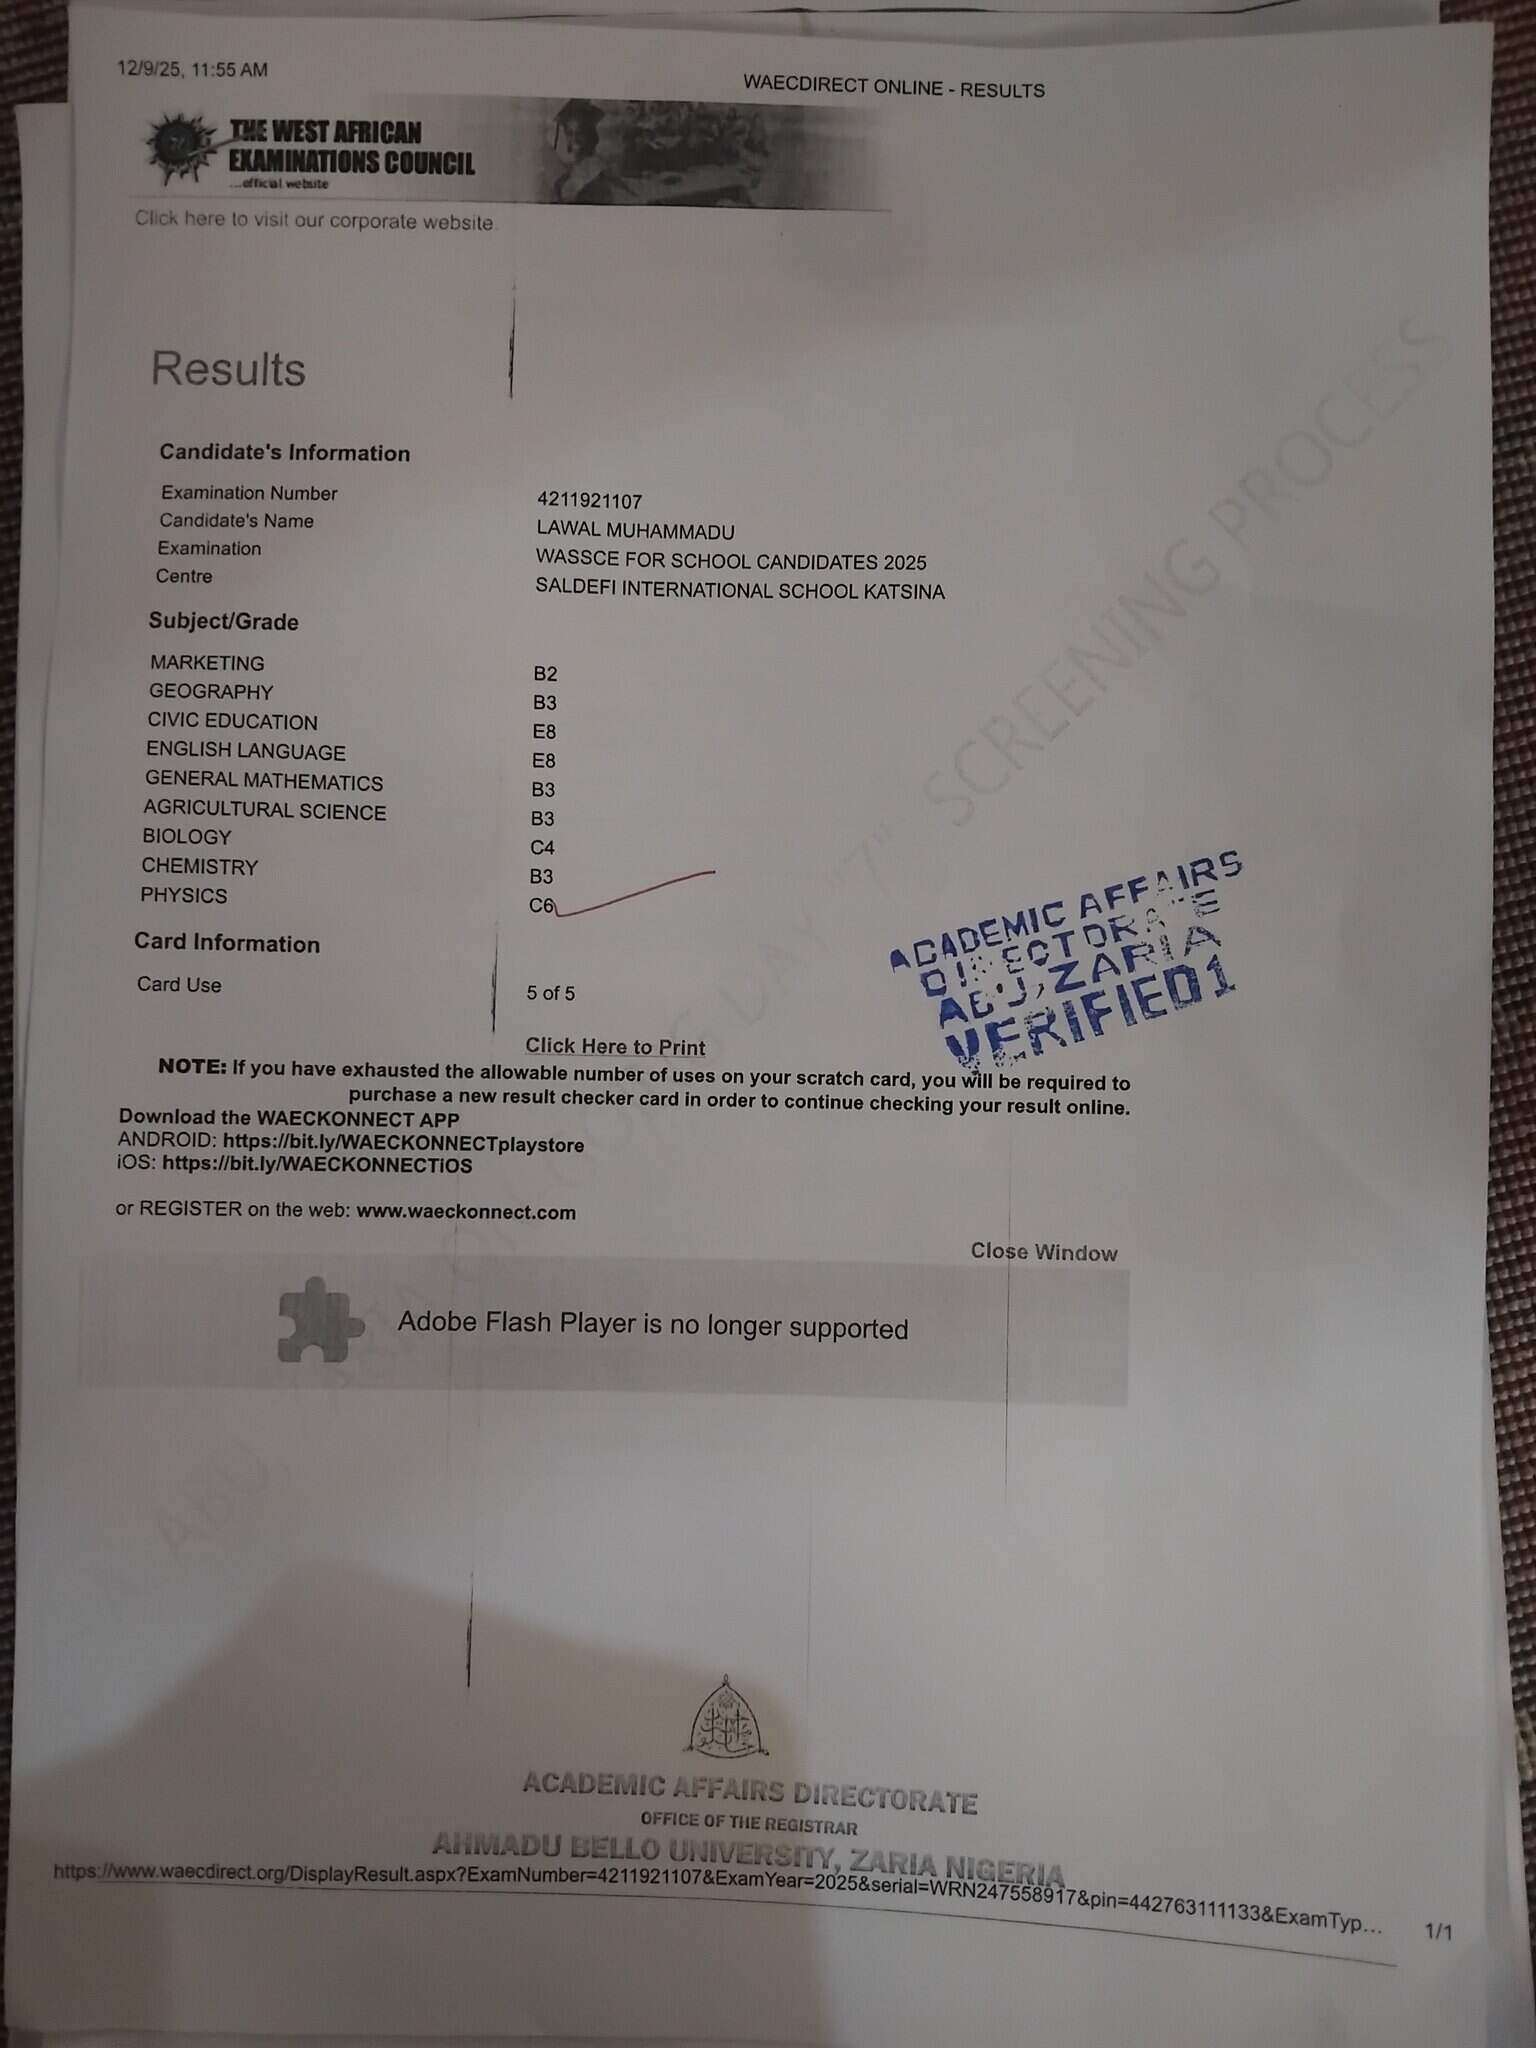 12/9/25, 11:55 AM
WAECDIRECT ONLINE - RESULTS
THE WEST AFRICAN
EXAMINATIONS COUNCIL
...official website
Click here to visit our corporate website.
Results
Candidate's Information
Examination Number 4211921107
Candidate's Name LAWAL MUHAMMADU
Examination WASSCE FOR SCHOOL CANDIDATES 2025
Centre SALDEFI INTERNATIONAL SCHOOL KATSINA
Subject/Grade
MARKETING B2
GEOGRAPHY B3
CIVIC EDUCATION E8
ENGLISH LANGUAGE E8
GENERAL MATHEMATICS B3
AGRICULTURAL SCIENCE B3
BIOLOGY C4
CHEMISTRY B3
PHYSICS C6
Card Information
Card Use 5 of 5
ACADEMIC AFFAIRS
DIRECTORATE
ABU, ZARIA
VERIFIED 1
Click Here to Print
NOTE: If you have exhausted the allowable number of uses on your scratch card, you will be required to
purchase a new result checker card in order to continue checking your result online.
Download the WAECKONNECT APP
ANDROID: https://bit.ly/WAECKONNECTplaystore
iOS: https://bit.ly/WAECKONNECTiOS
or REGISTER on the web: www.waeckonnect.com
Close Window
Adobe Flash Player is no longer supported
ABU, DAY "7" SCREENING PROCESS
ACADEMIC AFFAIRS DIRECTORATE
OFFICE OF THE REGISTRAR
AHMADU BELLO UNIVERSITY, ZARIA NIGERIA
https://www.waecdirect.org/DisplayResult.aspx?ExamNumber=4211921107&ExamYear=2025&serial=WRN247558917&pin=442763111133&ExamTyp...
1/1